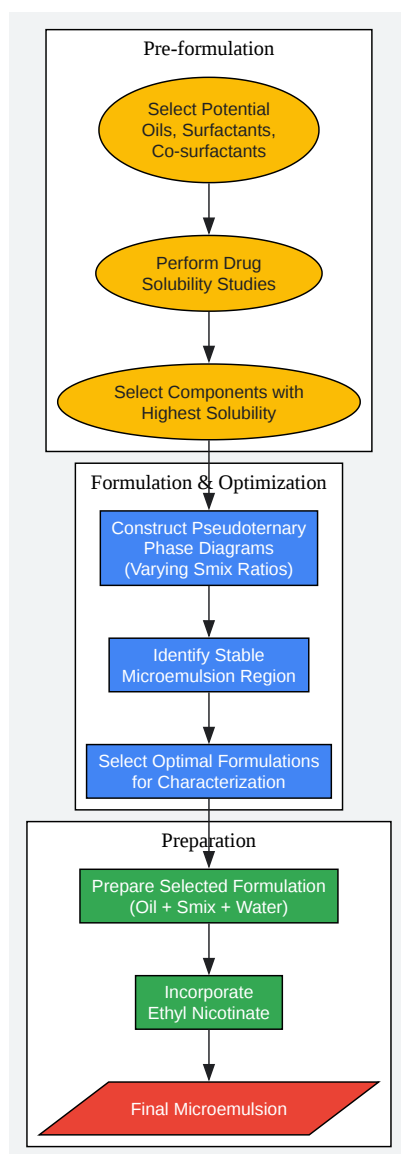 Pre-formulation
Select Potential
Oils, Surfactants,
Co-surfactants
Perform Drug
Solubility Studies
Select Components with
Highest Solubility
Formulation & Optimization
Construct Pseudoternary
Phase Diagrams
(Varying Smix Ratios)
Identify Stable
Microemulsion Region
Select Optimal Formulations
for Characterization
Preparation
Prepare Selected Formulation
(Oil + Smix + Water)
Incorporate
Ethyl Nicotinate
Final Microemulsion